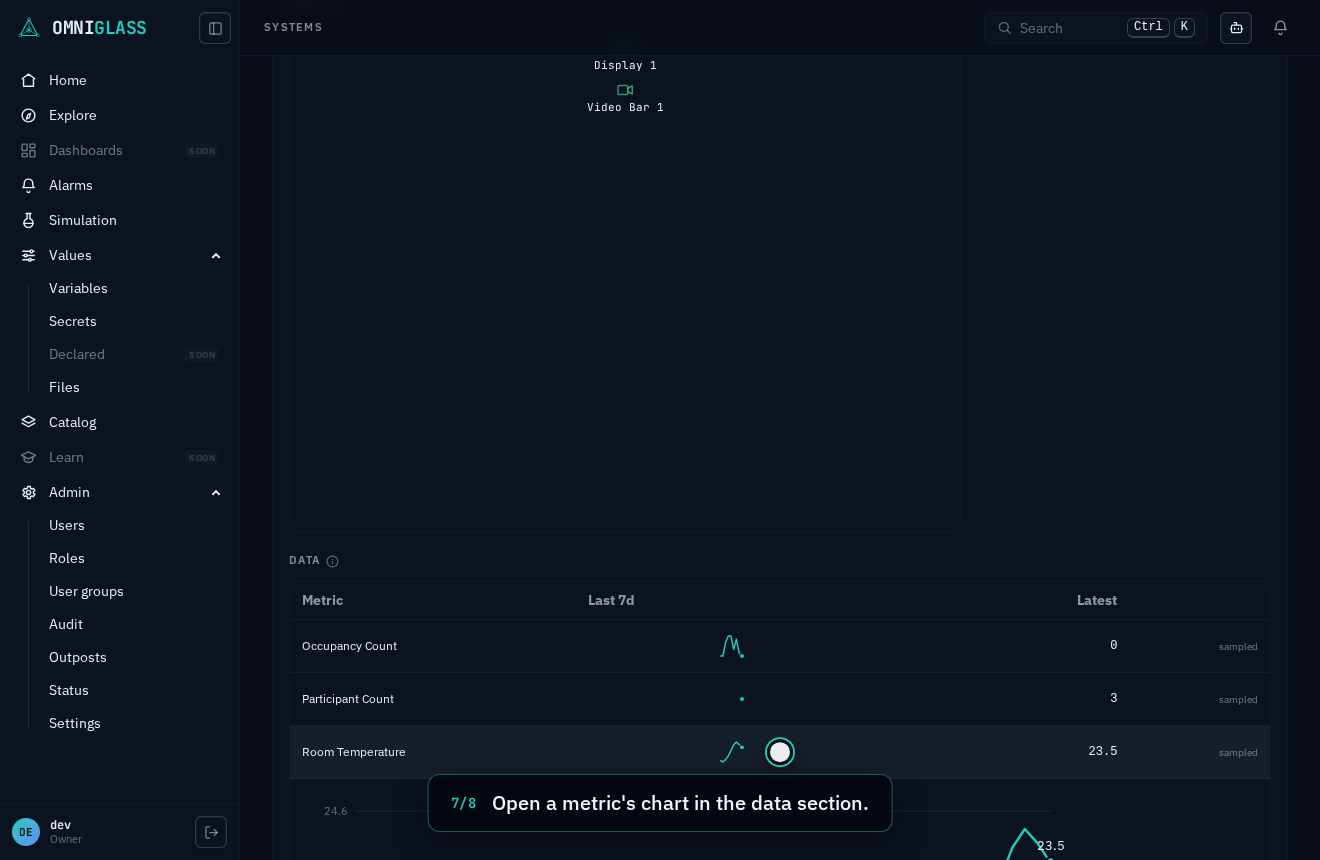 OMNIGLASS
SYSTEMS
Search
Ctrl K
Home
Explore
Dashboards SOON
Alarms
Simulation
Values
Variables
Secrets
Declared SOON
Files
Catalog
Learn SOON
Admin
Users
Roles
User groups
Audit
Outposts
Status
Settings
DE
dev
Owner
Display 1
Video Bar 1
DATA
Metric Last 7d Latest
Occupancy Count 0 sampled
Participant Count 3 sampled
Room Temperature 23.5 sampled
7/8 Open a metric's chart in the data section.
24.6
23.5